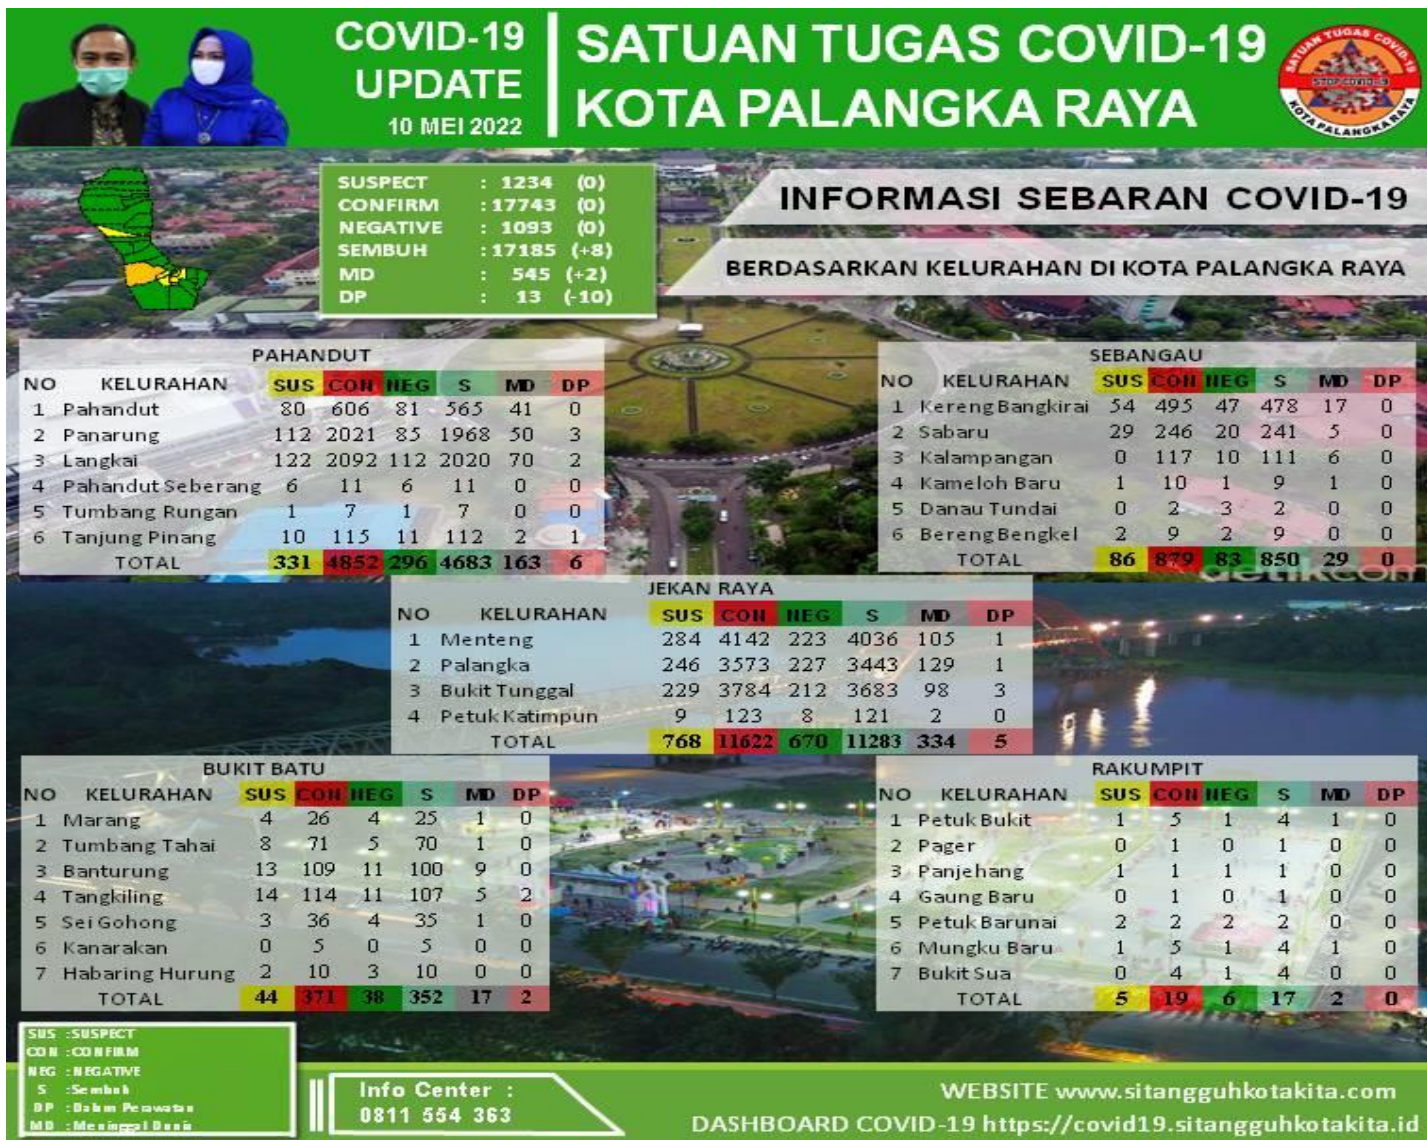 COVID-19
UPDATE
10 MEI 2022
SATUAN TUGAS COVID-19
KOTA PALANGKA RAYA
SATUAN TUGAS COVID-19
STOP COVID-19
KOTA PALANGKA RAYA
SUSPECT : 1234 (0)
CONFIRM : 17743 (0)
NEGATIVE : 1093 (0)
SEMBUH : 17185 (+8)
MD : 545 (+2)
DP : 13 (-10)
INFORMASI SEBARAN COVID-19
BERDASARKAN KELURAHAN DI KOTA PALANGKA RAYA
PAHANDUT
NO KELURAHAN SUS CON NEG S MD DP
1 Pahandut 80 606 81 565 41 0
2 Panarung 112 2021 85 1968 50 3
3 Langkai 122 2092 112 2020 70 2
4 Pahandut Seberang 6 11 6 11 0 0
5 Tumbang Rungan 1 7 1 7 0 0
6 Tanjung Pinang 10 115 11 112 2 1
TOTAL 331 4852 296 4683 163 6
SEBANGAU
NO KELURAHAN SUS CON NEG S MD DP
1 Kereng Bangkirai 54 495 47 478 17 0
2 Sabaru 29 246 20 241 5 0
3 Kalampangan 0 117 10 111 6 0
4 Kameloh Baru 1 10 1 9 1 0
5 Danau Tundai 0 2 3 2 0 0
6 Bereng Bengkel 2 9 2 9 0 0
TOTAL 86 879 83 850 29 0
detikcom
JEKAN RAYA
NO KELURAHAN SUS CON NEG S MD DP
1 Menteng 284 4142 223 4036 105 1
2 Palangka 246 3573 227 3443 129 1
3 Bukit Tunggal 229 3784 212 3683 98 3
4 Petuk Katimpun 9 123 8 121 2 0
TOTAL 768 11622 670 11283 334 5
BUKIT BATU
NO KELURAHAN SUS CON NEG S MD DP
1 Marang 4 26 4 25 1 0
2 Tumbang Tahai 8 71 5 70 1 0
3 Banturung 13 109 11 100 9 0
4 Tangkiling 14 114 11 107 5 2
5 Sei Gohong 3 36 4 35 1 0
6 Kanarakan 0 5 0 5 0 0
7 Habaring Hurung 2 10 3 10 0 0
TOTAL 44 371 38 352 17 2
RAKUMPIT
NO KELURAHAN SUS CON NEG S MD DP
1 Petuk Bukit 1 5 1 4 1 0
2 Pager 0 1 0 1 0 0
3 Panjehang 1 1 1 1 0 0
4 Gaung Baru 0 1 0 1 0 0
5 Petuk Barunai 2 2 2 2 0 0
6 Mungku Baru 1 5 1 4 1 0
7 Bukit Sua 0 4 1 4 0 0
TOTAL 5 19 6 17 2 0
SUS : SUSPECT
CON : CONFIRM
NEG : NEGATIVE
S : Sembuh
DP : Dalam Perawatan
MD : Meninggal Dunia
Info Center :
0811 554 363
WEBSITE www.sitangguhkotakita.com
DASHBOARD COVID-19 https://covid19.sitangguhkotakita.id